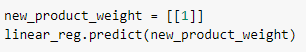 new_product_weight = [[1]]
linear_reg.predict(new_product_weight)